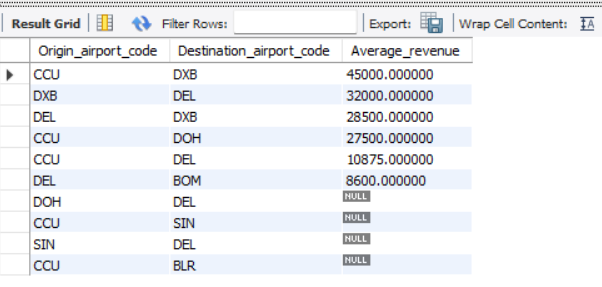 Result Grid Filter Rows: Export: Wrap Cell Content: IA
Origin_airport_code Destination_airport_code Average_revenue
CCU DXB 45000.000000
DXB DEL 32000.000000
DEL DXB 28500.000000
CCU DOH 27500.000000
CCU DEL 10875.000000
DEL BOM 8600.000000
DOH DEL NULL
CCU SIN NULL
SIN DEL NULL
CCU BLR NULL